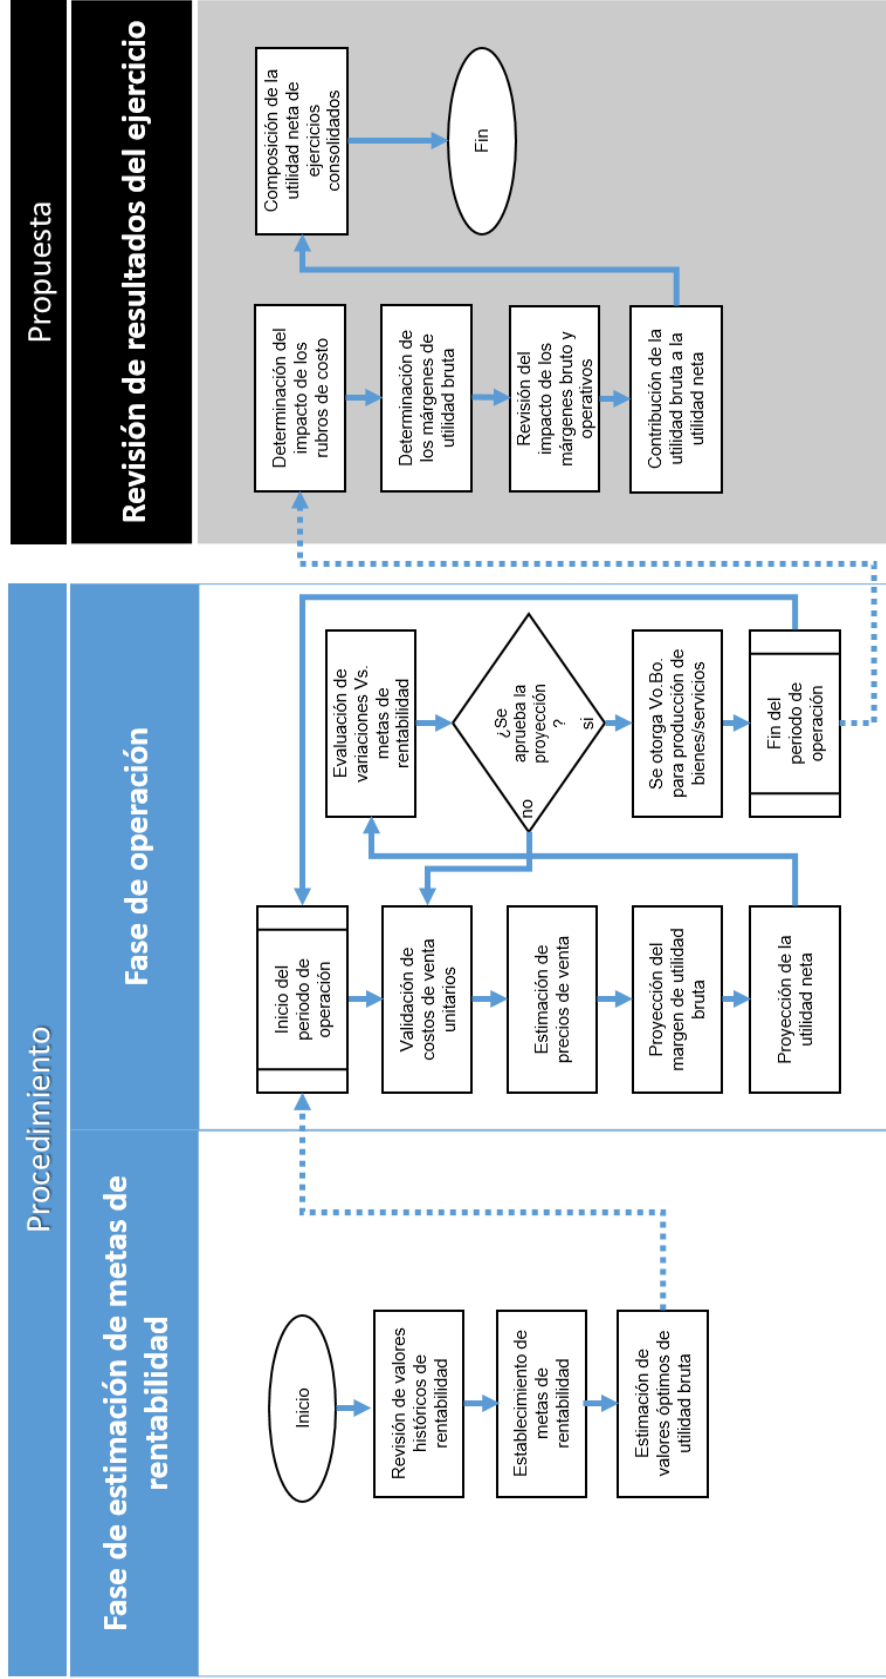 Procedimiento
Propuesta
Fase de estimación de metas de
rentabilidad
Fase de operación
Revisión de resultados del ejercicio
Inicio
Revisión de valores
históricos de
rentabilidad
Establecimiento de
metas de
rentabilidad
Estimación de
valores óptimos de
utilidad bruta
Inicio del
periodo de
operación
Validación de
costos de venta
unitarios
Estimación de
precios de venta
Proyección del
margen de utilidad
bruta
Proyección de la
utilidad neta
Evaluación de
variaciones Vs.
metas de
rentabilidad
¿Se
aprueba la
proyección
?
no
si
Se otorga Vo.Bo.
para producción de
bienes/servicios
Fin del
periodo de
operación
Determinación del
impacto de los
rubros de costo
Determinación de
los márgenes de
utilidad bruta
Revisión del
impacto de los
márgenes bruto y
operativos
Contribución de la
utilidad bruta a la
utilidad neta
Composición de la
utilidad neta de
ejercicios
consolidados
Fin